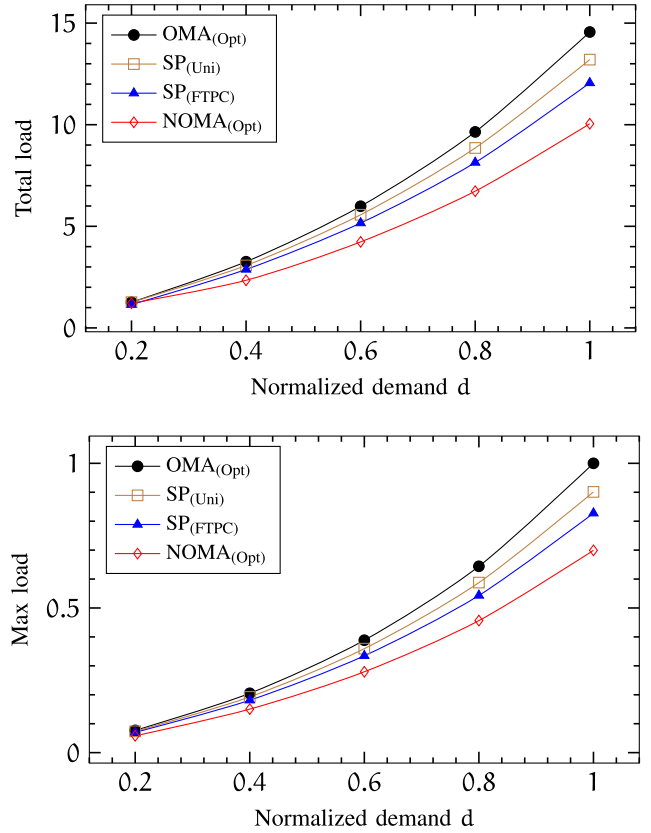 15
10
5
0
Total load
OMA(Opt)
SP(Uni)
SP(FTPC)
NOMA(Opt)
0.2 0.4 0.6 0.8 1
Normalized demand d
1
0.5
0
Max load
OMA(Opt)
SP(Uni)
SP(FTPC)
NOMA(Opt)
0.2 0.4 0.6 0.8 1
Normalized demand d